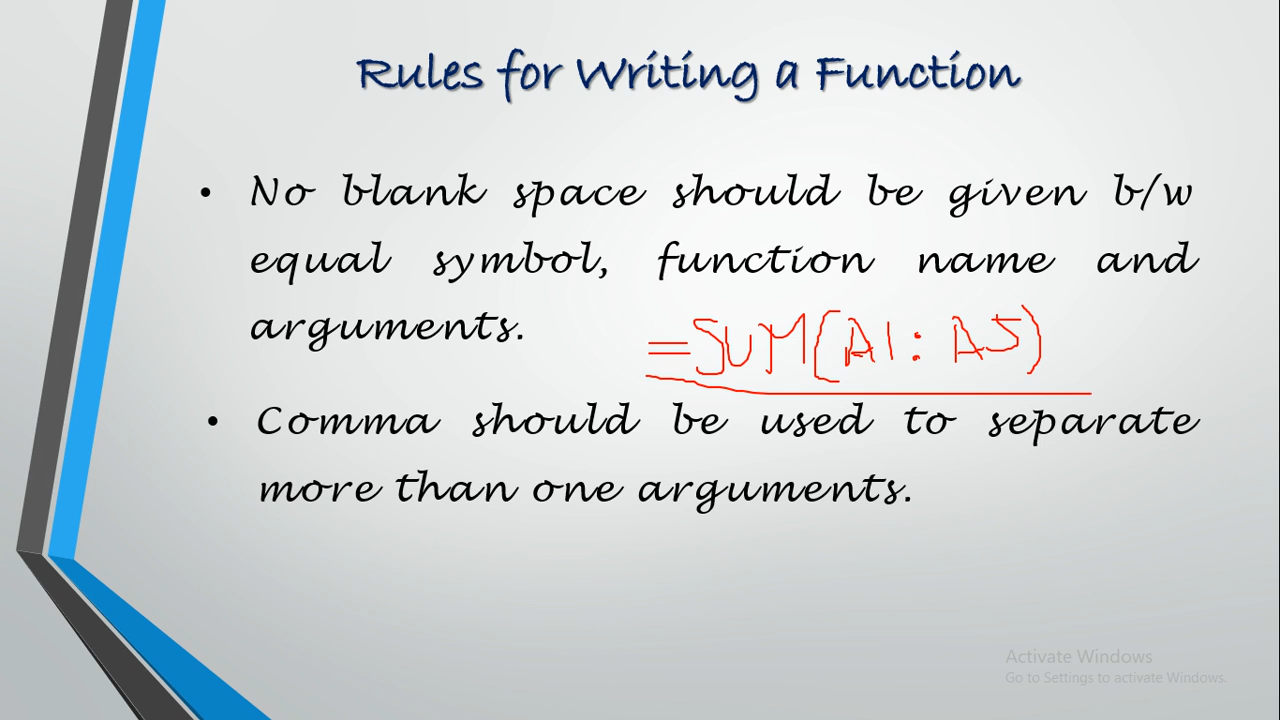 Rules for Writing a Function
• No blank space should be given b/w
equal symbol, function name and
arguments.
=SUM(A1:A5)
• Comma should be used to separate
more than one arguments.
Activate Windows
Go to Settings to activate Windows.